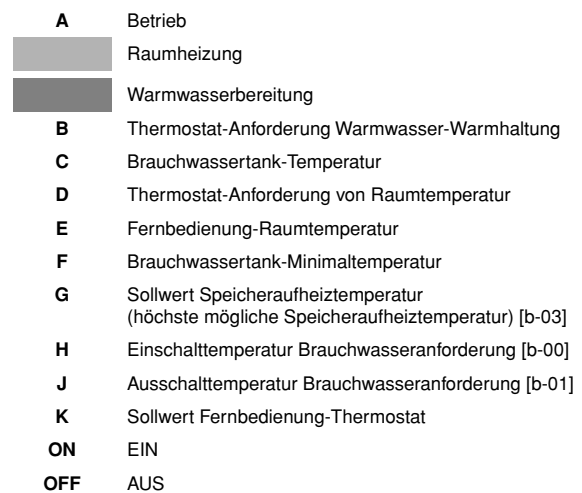 A Betrieb
Raumheizung
Warmwasserbereitung
B Thermostat-Anforderung Warmwasser-Warmhaltung
C Brauchwassertank-Temperatur
D Thermostat-Anforderung von Raumtemperatur
E Fernbedienung-Raumtemperatur
F Brauchwassertank-Minimaltemperatur
G Sollwert Speicheraufheiztemperatur
(höchste mögliche Speicheraufheiztemperatur) [b-03]
H Einschalttemperatur Brauchwasseranforderung [b-00]
J Ausschalttemperatur Brauchwasseranforderung [b-01]
K Sollwert Fernbedienung-Thermostat
ON EIN
OFF AUS